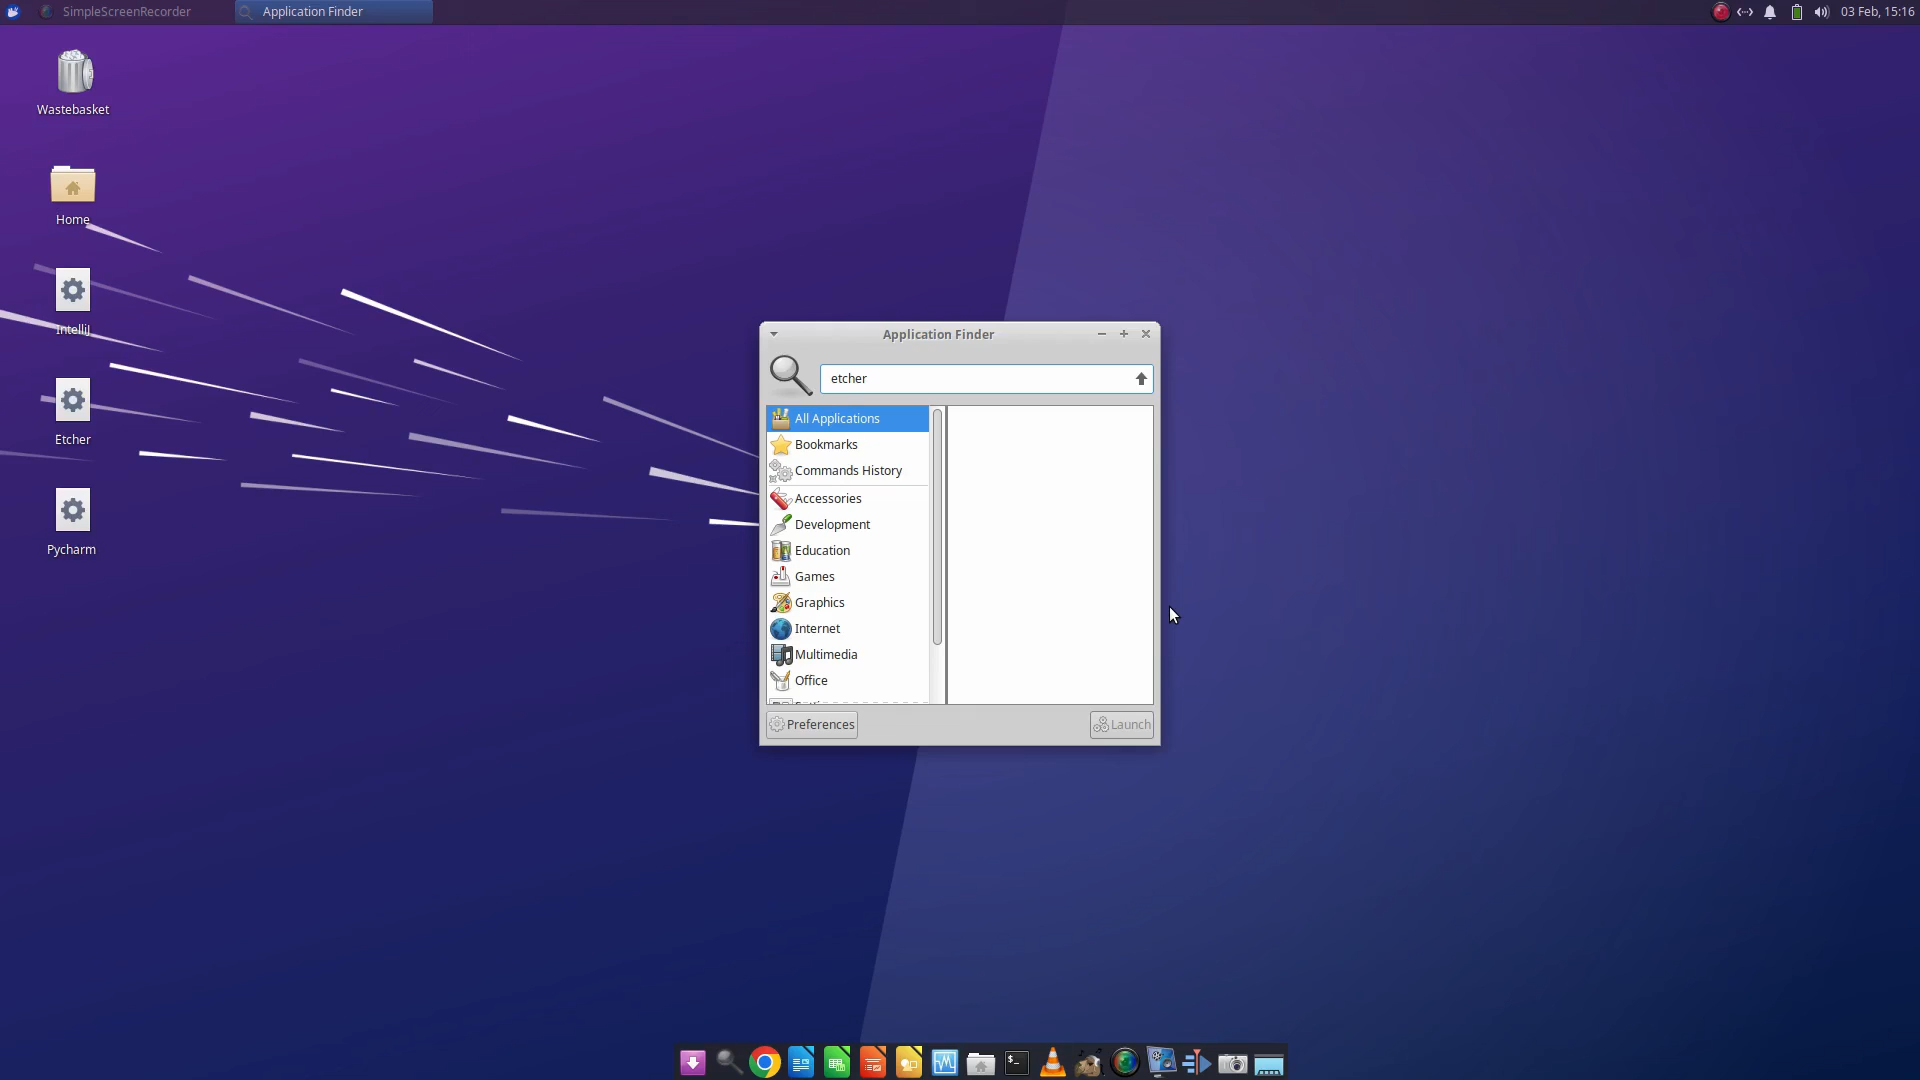 SimpleScreenRecorder
Application Finder
03 Feb, 15:16
Wastebasket
Home
IntelliJ
Etcher
Pycharm
Application Finder
etcher
All Applications
Bookmarks
Commands History
Accessories
Development
Education
Games
Graphics
Internet
Multimedia
Office
Preferences
Launch